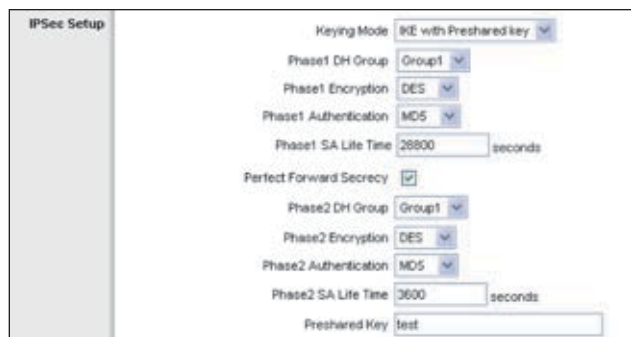 IPSec Setup
Keying Mode IKE with Preshared key
Phase1 DH Group Group1
Phase1 Encryption DES
Phase1 Authentication MD5
Phase1 SA Life Time 28800 seconds
Perfect Forward Secrecy
Phase2 DH Group Group1
Phase2 Encryption DES
Phase2 Authentication MD5
Phase2 SA Life Time 3600 seconds
Preshared Key test